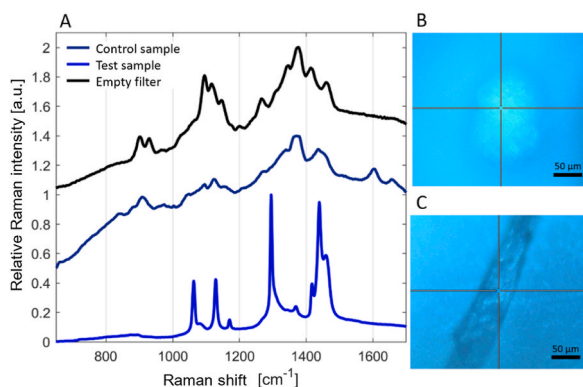 A
Control sample
Test sample
Empty filter
Relative Raman intensity [a.u.]
2
1.8
1.6
1.4
1.2
1
0.8
0.6
0.4
0.2
0
800
1000
1200
1400
1600
Raman shift [cm⁻¹]
B
50 µm
C
50 µm